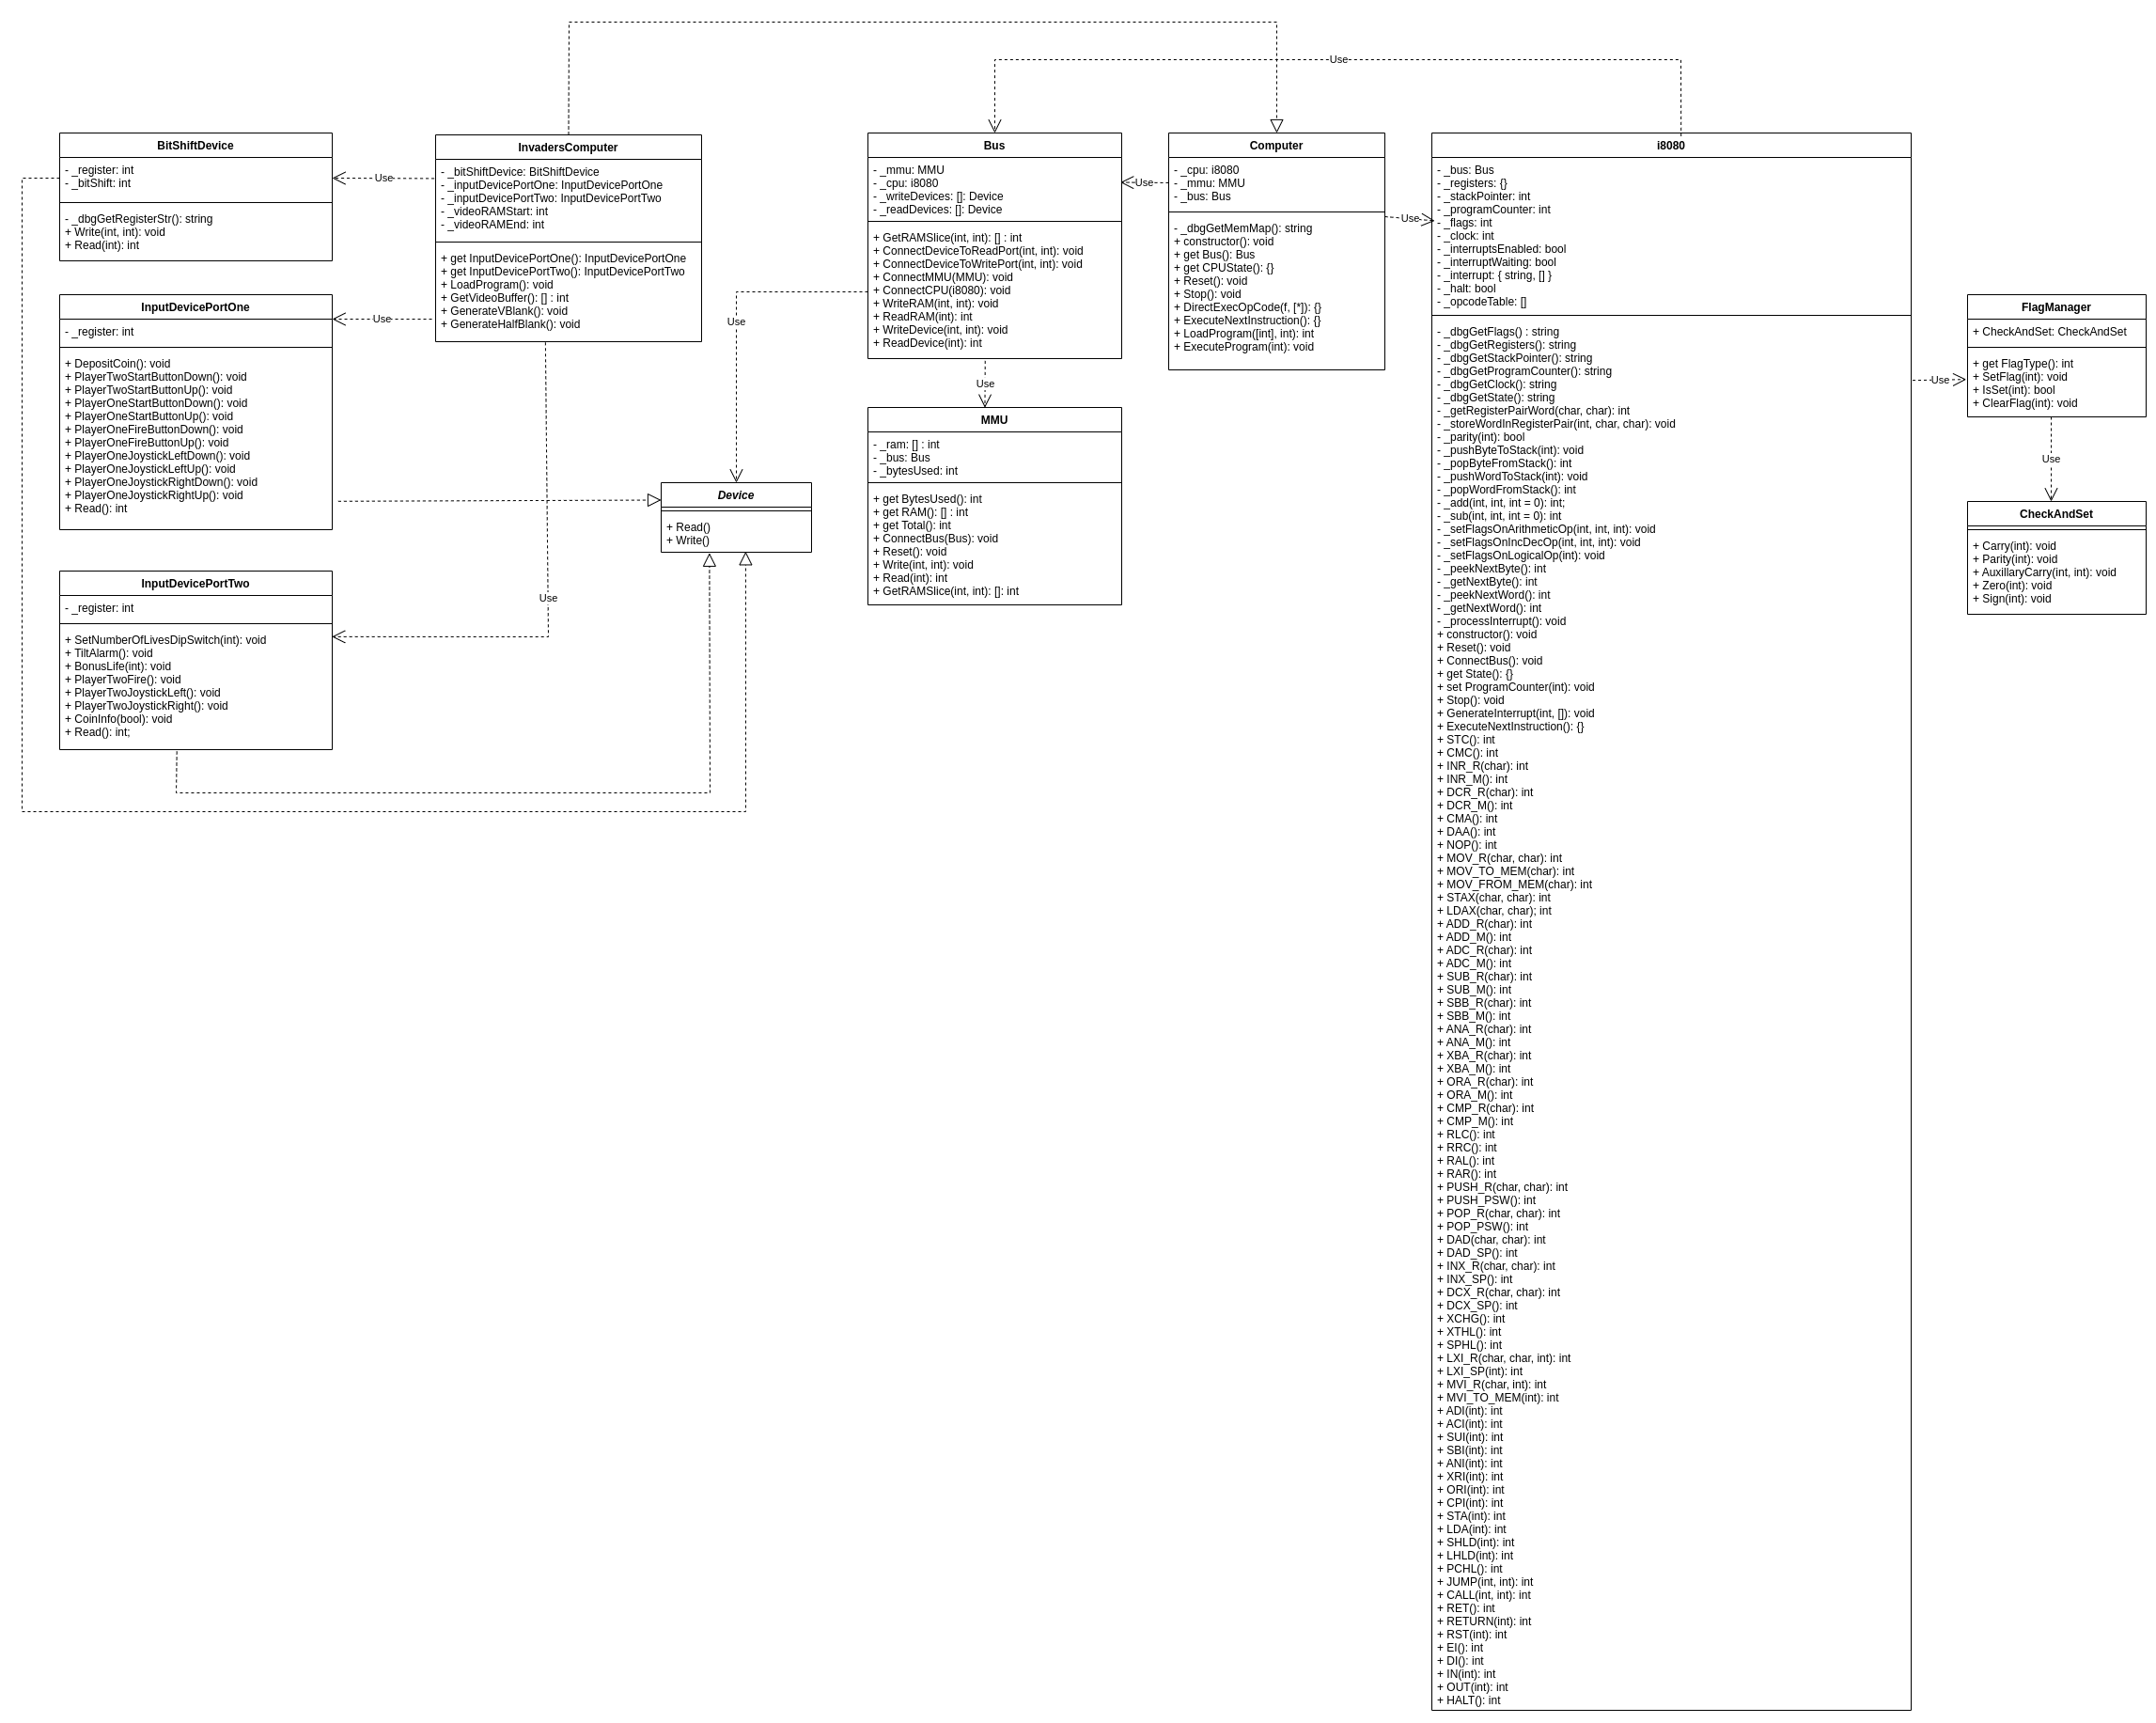 Use
BitShiftDevice
- _register: int
- _bitShift: int
- _dbgGetRegisterStr(): string
+ Write(int, int): void
+ Read(int): int
Use
InvadersComputer
- _bitShiftDevice: BitShiftDevice
- _inputDevicePortOne: InputDevicePortOne
- _inputDevicePortTwo: InputDevicePortTwo
- _videoRAMStart: int
- _videoRAMEnd: int
+ get InputDevicePortOne(): InputDevicePortOne
+ get InputDevicePortTwo(): InputDevicePortTwo
+ LoadProgram(): void
+ GetVideoBuffer(): [] : int
+ GenerateVBlank(): void
+ GenerateHalfBlank(): void
Use
InputDevicePortOne
- _register: int
+ DepositCoin(): void
+ PlayerTwoStartButtonDown(): void
+ PlayerTwoStartButtonUp(): void
+ PlayerOneStartButtonDown(): void
+ PlayerOneStartButtonUp(): void
+ PlayerOneFireButtonDown(): void
+ PlayerOneFireButtonUp(): void
+ PlayerOneJoystickLeftDown(): void
+ PlayerOneJoystickLeftUp(): void
+ PlayerOneJoystickRightDown(): void
+ PlayerOneJoystickRightUp(): void
+ Read(): int
InputDevicePortTwo
- _register: int
+ SetNumberOfLivesDipSwitch(int): void
+ TiltAlarm(): void
+ BonusLife(int): void
+ PlayerTwoFire(): void
+ PlayerTwoJoystickLeft(): void
+ PlayerTwoJoystickRight(): void
+ CoinInfo(bool): void
+ Read(): int;
Use
Use
Device
+ Read()
+ Write()
Bus
- _mmu: MMU
- _cpu: i8080
- _writeDevices: []: Device
- _readDevices: []: Device
+ GetRAMSlice(int, int): [] : int
+ ConnectDeviceToReadPort(int, int): void
+ ConnectDeviceToWritePort(int, int): void
+ ConnectMMU(MMU): void
+ ConnectCPU(i8080): void
+ WriteRAM(int, int): void
+ ReadRAM(int): int
+ WriteDevice(int, int): void
+ ReadDevice(int): int
Use
MMU
- _ram: [] : int
- _bus: Bus
- _bytesUsed: int
+ get BytesUsed(): int
+ get RAM(): [] : int
+ get Total(): int
+ ConnectBus(Bus): void
+ Reset(): void
+ Write(int, int): void
+ Read(int): int
+ GetRAMSlice(int, int): []: int
Use
Computer
- _cpu: i8080
- _mmu: MMU
- _bus: Bus
- _dbgGetMemMap(): string
+ constructor(): void
+ get Bus(): Bus
+ get CPUState(): {}
+ Reset(): void
+ Stop(): void
+ DirectExecOpCode(f, [*]): {}
+ ExecuteNextInstruction(): {}
+ LoadProgram([int], int): int
+ ExecuteProgram(int): void
Use
i8080
- _bus: Bus
- _registers: {}
- _stackPointer: int
- _programCounter: int
- _flags: int
- _clock: int
- _interruptsEnabled: bool
- _interruptWaiting: bool
- _interrupt: { string, [] }
- _halt: bool
- _opcodeTable: []
- _dbgGetFlags() : string
- _dbgGetRegisters(): string
- _dbgGetStackPointer(): string
- _dbgGetProgramCounter(): string
- _dbgGetClock(): string
- _dbgGetState(): string
- _getRegisterPairWord(char, char): int
- _storeWordInRegisterPair(int, char, char): void
- _parity(int): bool
- _pushByteToStack(int): void
- _popByteFromStack(): int
- _pushWordToStack(int): void
- _popWordFromStack(): int
- _add(int, int, int = 0): int;
- _sub(int, int, int = 0): int
- _setFlagsOnArithmeticOp(int, int, int): void
- _setFlagsOnIncDecOp(int, int, int): void
- _setFlagsOnLogicalOp(int): void
- _peekNextByte(): int
- _getNextByte(): int
- _peekNextWord(): int
- _getNextWord(): int
- _processInterrupt(): void
+ constructor(): void
+ Reset(): void
+ ConnectBus(): void
+ get State(): {}
+ set ProgramCounter(int): void
+ Stop(): void
+ GenerateInterrupt(int, []): void
+ ExecuteNextInstruction(): {}
+ STC(): int
+ CMC(): int
+ INR_R(char): int
+ INR_M(): int
+ DCR_R(char): int
+ DCR_M(): int
+ CMA(): int
+ DAA(): int
+ NOP(): int
+ MOV_R(char, char): int
+ MOV_TO_MEM(char): int
+ MOV_FROM_MEM(char): int
+ STAX(char, char): int
+ LDAX(char, char); int
+ ADD_R(char): int
+ ADD_M(): int
+ ADC_R(char): int
+ ADC_M(): int
+ SUB_R(char): int
+ SUB_M(): int
+ SBB_R(char): int
+ SBB_M(): int
+ ANA_R(char): int
+ ANA_M(): int
+ XBA_R(char): int
+ XBA_M(): int
+ ORA_R(char): int
+ ORA_M(): int
+ CMP_R(char): int
+ CMP_M(): int
+ RLC(): int
+ RRC(): int
+ RAL(): int
+ RAR(): int
+ PUSH_R(char, char): int
+ PUSH_PSW(): int
+ POP_R(char, char): int
+ POP_PSW(): int
+ DAD(char, char): int
+ DAD_SP(): int
+ INX_R(char, char): int
+ INX_SP(): int
+ DCX_R(char, char): int
+ DCX_SP(): int
+ XCHG(): int
+ XTHL(): int
+ SPHL(): int
+ LXI_R(char, char, int): int
+ LXI_SP(int): int
+ MVI_R(char, int): int
+ MVI_TO_MEM(int): int
+ ADI(int): int
+ ACI(int): int
+ SUI(int): int
+ SBI(int): int
+ ANI(int): int
+ XRI(int): int
+ ORI(int): int
+ CPI(int): int
+ STA(int): int
+ LDA(int): int
+ SHLD(int): int
+ LHLD(int): int
+ PCHL(): int
+ JUMP(int, int): int
+ CALL(int, int): int
+ RET(): int
+ RETURN(int): int
+ RST(int): int
+ EI(): int
+ DI(): int
+ IN(int): int
+ OUT(int): int
+ HALT(): int
Use
FlagManager
+ CheckAndSet: CheckAndSet
+ get FlagType(): int
+ SetFlag(int): void
+ IsSet(int): bool
+ ClearFlag(int): void
Use
CheckAndSet
+ Carry(int): void
+ Parity(int): void
+ AuxillaryCarry(int, int): void
+ Zero(int): void
+ Sign(int): void